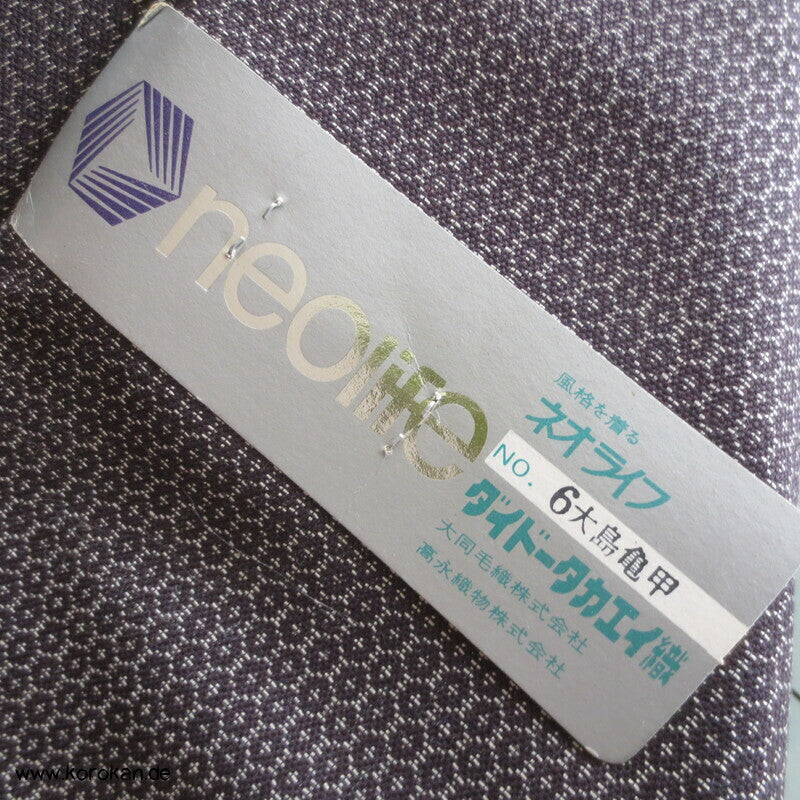 neolife
風格を着る
ネオライフ
NO. 6大島亀甲
ダイドータカエイ織
大同毛織株式会社
高永織物株式会社
www.korokan.de